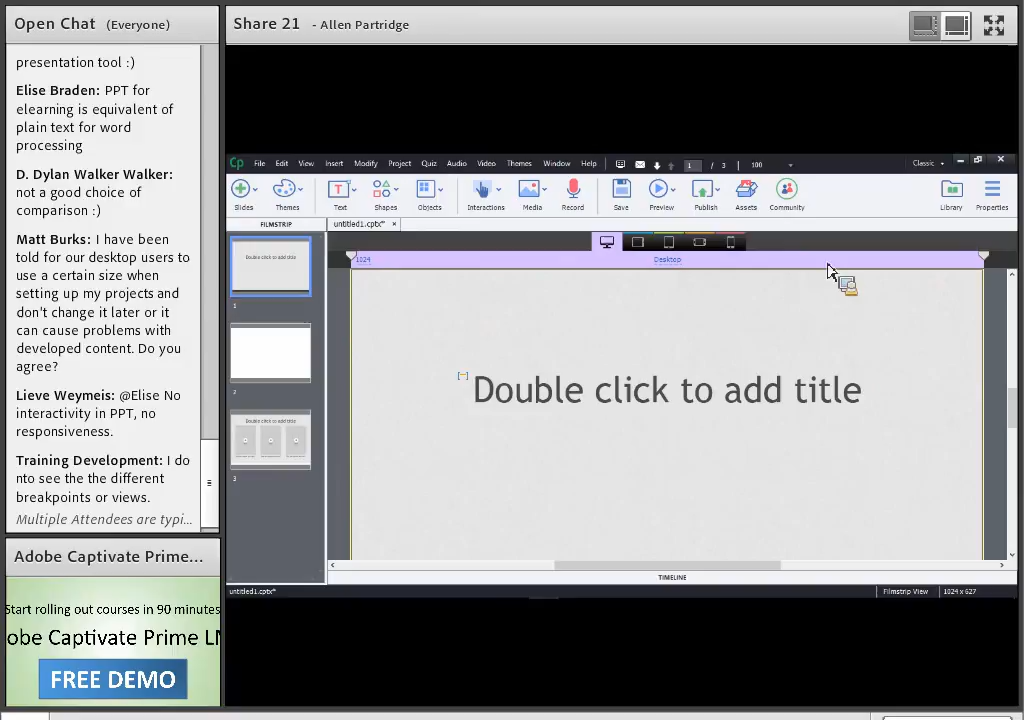 Open Chat (Everyone)
presentation tool :)
Elise Braden: PPT for
elearning is equivalent of
plain text for word
processing
D. Dylan Walker Walker:
not a good choice of
comparison :)
Matt Burks: I have been
told for our desktop users to
use a certain size when
setting up my projects and
don't change it later or it
can cause problems with
developed content. Do you
agree?
Lieve Weymeis: @Elise No
interactivity in PPT, no
responsiveness.
Training Development: I do
nto see the the different
breakpoints or views.
Multiple Attendees are typi...
Adobe Captivate Prime...
Start rolling out courses in 90 minutes
obe Captivate Prime LM
FREE DEMO
Share 21 - Allen Partridge
Cp File Edit View Insert Modify Project Quiz Audio Video Themes Window Help 1 / 3 100 Classic
Slides Themes Text Shapes Objects Interactions Media Record Save Preview Publish Assets Community Library Properties
FILMSTRIP untitled1.cptx* ×
1024 Desktop
Double click to add title
1
2
Double click to add title
3
Double click to add title
TIMELINE
untitled1.cptx* Filmstrip View 1024 x 627